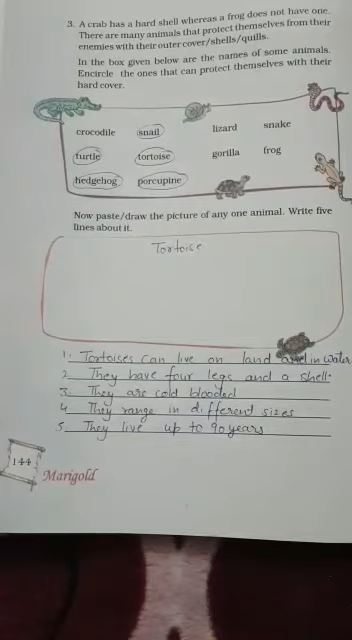 3. A crab has a hard shell whereas a frog does not have one.
There are many animals that protect themselves from their
enemies with their outer cover/shells/quills.
In the box given below are the names of some animals.
Encircle the ones that can protect themselves with their
hard cover.
crocodile snail lizard snake
turtle tortoise gorilla frog
hedgehog porcupine
Now paste/draw the picture of any one animal. Write five
lines about it.
Tortoise
1. Tortoises can live on land and in water
2. They have four legs and a shell.
3. They are cold blooded
4. They range in different sizes
5. They live up to 90 years
144
Marigold